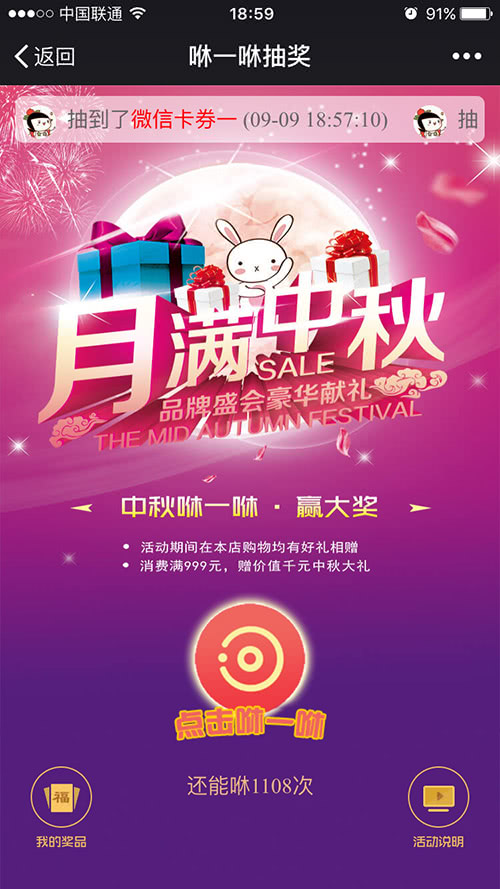 中国联通
18:59
91%
返回
咻一咻抽奖
抽到了微信卡券一 (09-09 18:57:10)
抽
月满中秋
SALE
品牌盛会豪华献礼
THE MID AUTUMN FESTIVAL
中秋咻一咻 · 赢大奖
• 活动期间在本店购物均有好礼相赠
• 消费满999元，赠价值千元中秋大礼
点击咻一咻
还能咻1108次
福
我的奖品
活动说明